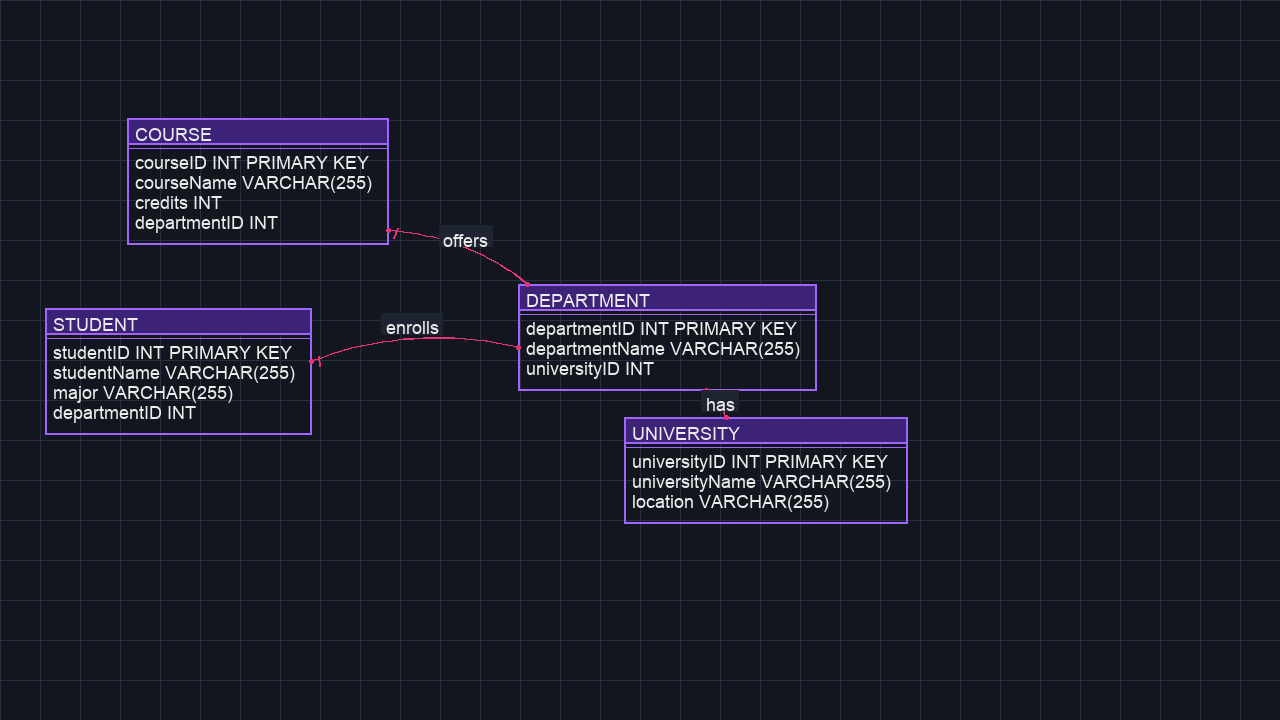 COURSE
courseID INT PRIMARY KEY
courseName VARCHAR(255)
credits INT
departmentID INT
offers
DEPARTMENT
departmentID INT PRIMARY KEY
departmentName VARCHAR(255)
universityID INT
enrolls
STUDENT
studentID INT PRIMARY KEY
studentName VARCHAR(255)
major VARCHAR(255)
departmentID INT
has
UNIVERSITY
universityID INT PRIMARY KEY
universityName VARCHAR(255)
location VARCHAR(255)